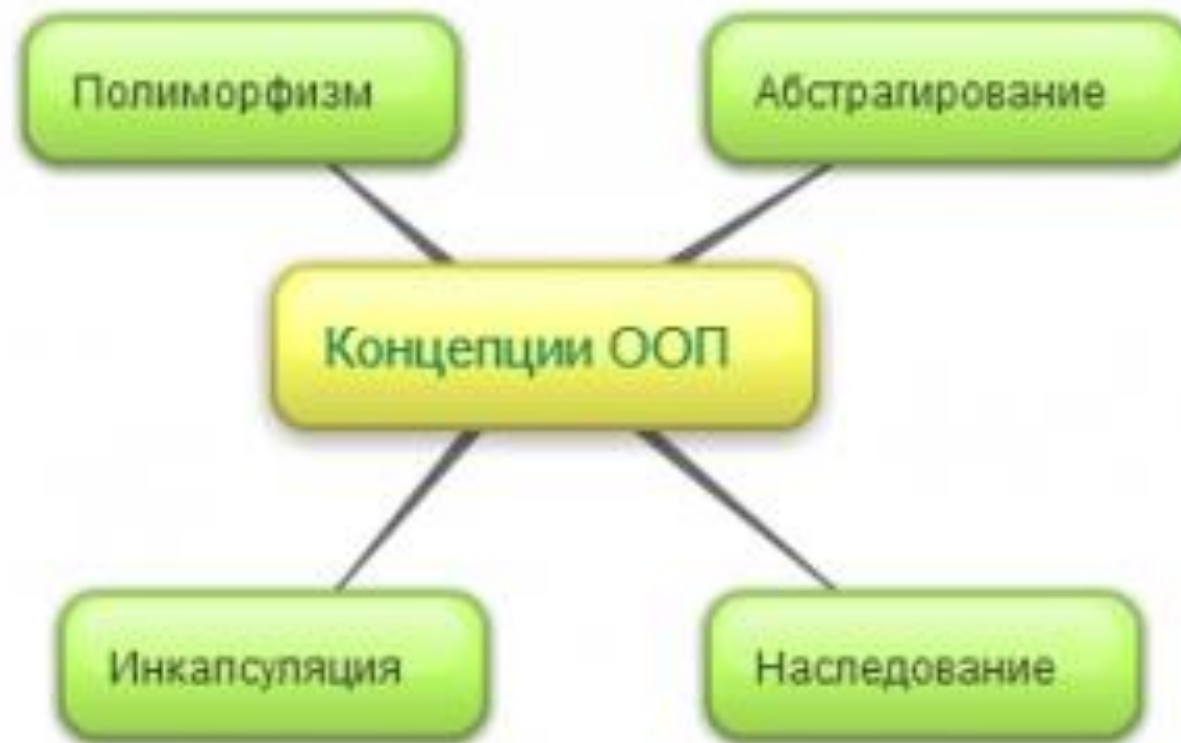 Полиморфизм
Абстрагирование
Концепции ООП
Инкапсуляция
Наследование